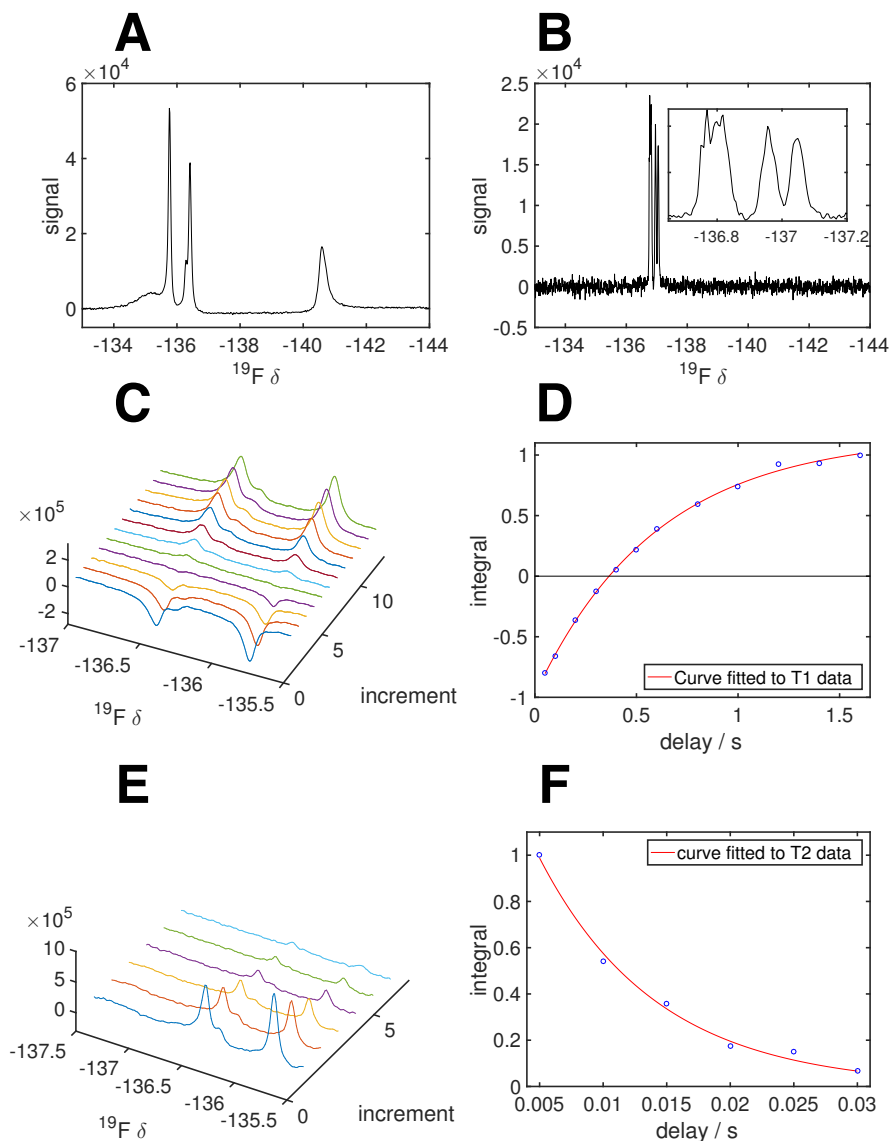 A
×10⁴
6
4
2
0
signal
-134 -136 -138 -140 -142 -144
¹⁹F δ
B
×10⁴
2.5
2
1.5
1
0.5
0
-0.5
signal
-136.8 -137 -137.2
-134 -136 -138 -140 -142 -144
¹⁹F δ
C
×10⁵
2
0
-2
-137
-136.5
-136
-135.5
0
5
10
¹⁹F δ
increment
D
1
0.5
0
-0.5
-1
integral
Curve fitted to T1 data
0 0.5 1 1.5
delay / s
E
×10⁵
10
5
0
-137.5
-137
-136.5
-136
-135.5
0
5
¹⁹F δ
increment
F
1
0.8
0.6
0.4
0.2
0
integral
curve fitted to T2 data
0.005 0.01 0.015 0.02 0.025 0.03
delay / s